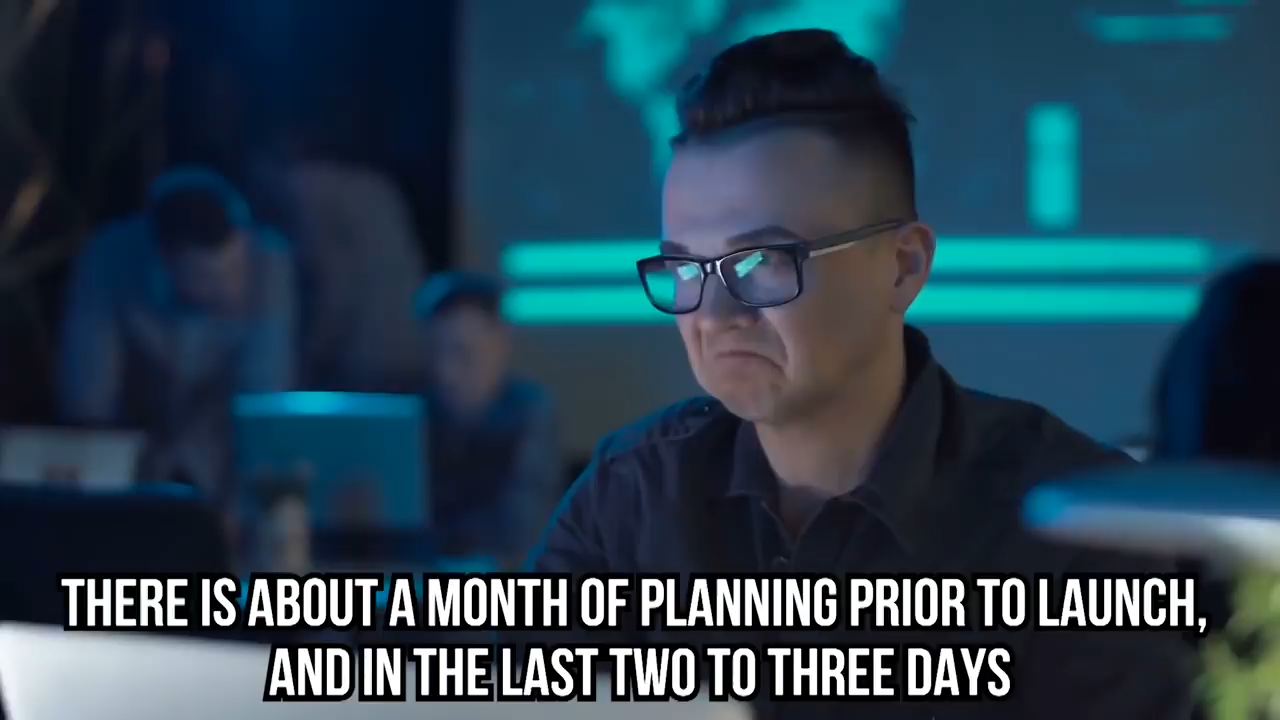 THERE IS ABOUT A MONTH OF PLANNING PRIOR TO LAUNCH,
AND IN THE LAST TWO TO THREE DAYS